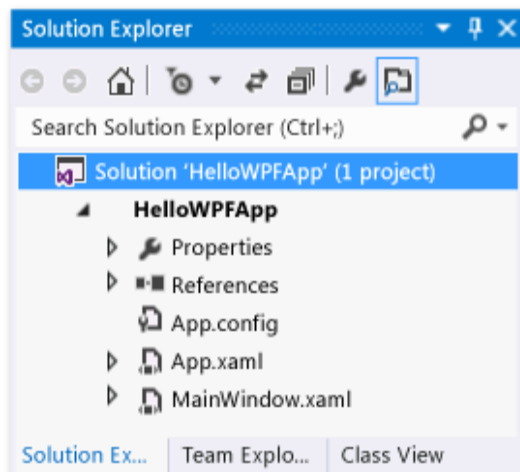 Solution Explorer
Search Solution Explorer (Ctrl+;)
Solution 'HelloWPFApp' (1 project)
HelloWPFApp
Properties
References
App.config
App.xaml
MainWindow.xaml
Solution Ex... Team Explo... Class View